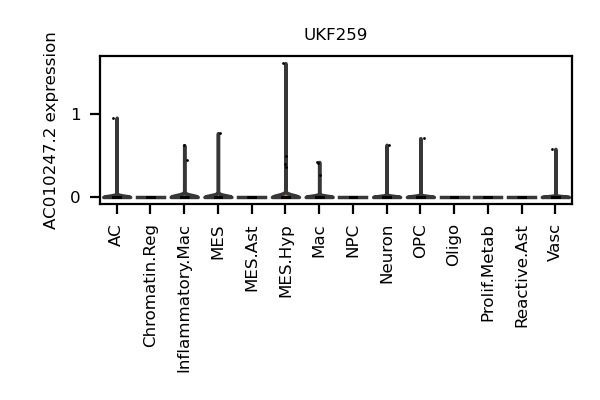 UKF259
AC010247.2 expression
1
0
AC
Chromatin.Reg
Inflammatory.Mac
MES
MES.Ast
MES.Hyp
Mac
NPC
Neuron
OPC
Oligo
Prolif.Metab
Reactive.Ast
Vasc